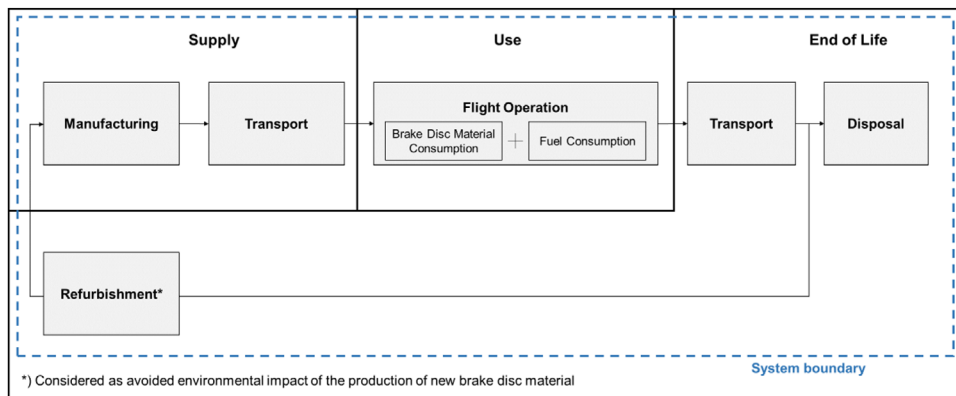 Supply
Use
End of Life
Manufacturing
Transport
Flight Operation
Brake Disc Material
Consumption
+
Fuel Consumption
Transport
Disposal
Refurbishment*
System boundary
*) Considered as avoided environmental impact of the production of new brake disc material